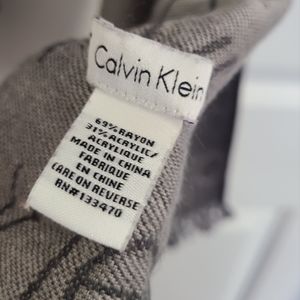 Calvin Klein
69% RAYON
31% ACRYLIC/
ACRYLIQUE
MADE IN CHINA
FABRIQUE
EN CHINE
CARE ON REVERSE
RN#133470